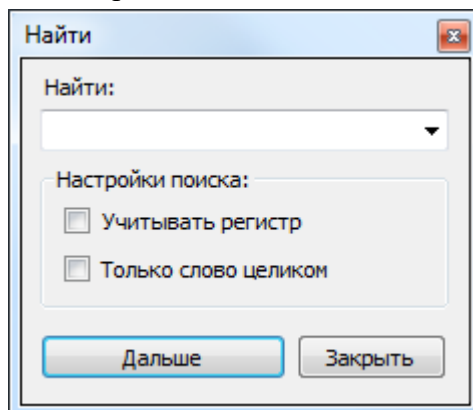 Найти
Найти:
Настройки поиска:
Учитывать регистр
Только слово целиком
Дальше Закрыть